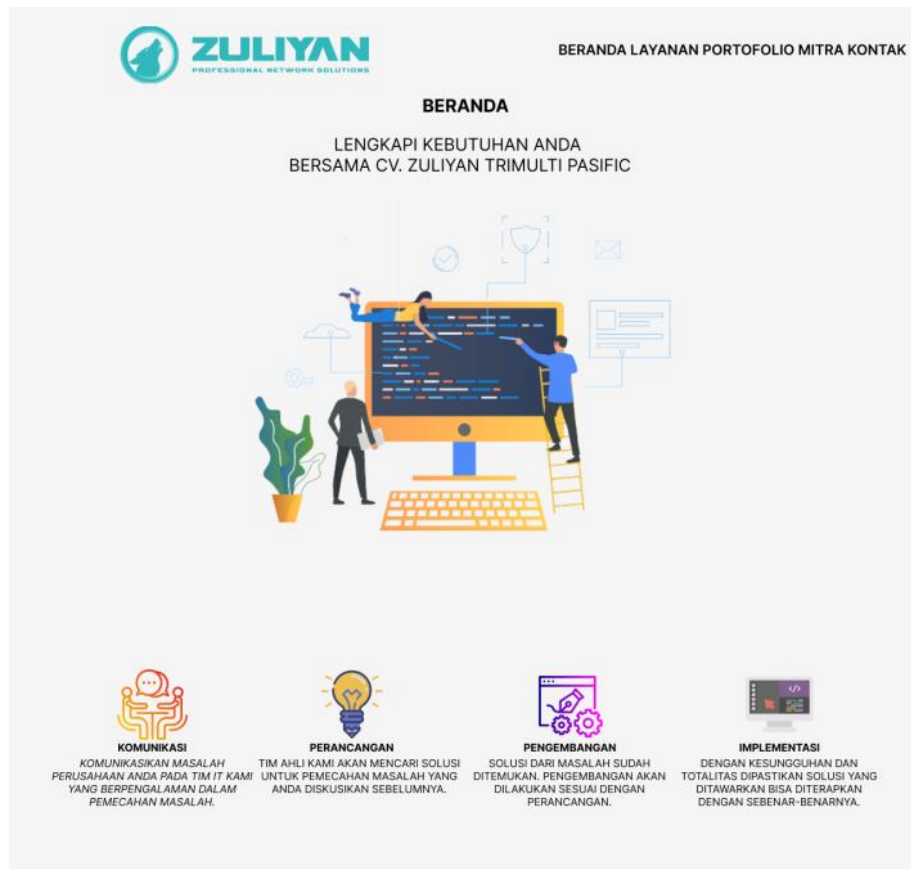 ZULIYAN
PROFESSIONAL NETWORK SOLUTIONS
BERANDA LAYANAN PORTOFOLIO MITRA KONTAK
BERANDA
LENGKAPI KEBUTUHAN ANDA
BERSAMA CV. ZULIYAN TRIMULTI PASIFIC
KOMUNIKASI
KOMUNIKASIKAN MASALAH
PERUSAHAAN ANDA PADA TIM IT KAMI
YANG BERPENGALAMAN DALAM
PEMECAHAN MASALAH.
PERANCANGAN
TIM AHLI KAMI AKAN MENCARI SOLUSI
UNTUK PEMECAHAN MASALAH YANG
ANDA DISKUSIKAN SEBELUMNYA.
PENGEMBANGAN
SOLUSI DARI MASALAH SUDAH
DITEMUKAN. PENGEMBANGAN AKAN
DILAKUKAN SESUAI DENGAN
PERANCANGAN.
IMPLEMENTASI
DENGAN KESUNGGUHAN DAN
TOTALITAS DIPASTIKAN SOLUSI YANG
DITAWARKAN BISA DITERAPKAN
DENGAN SEBENAR-BENARNYA.